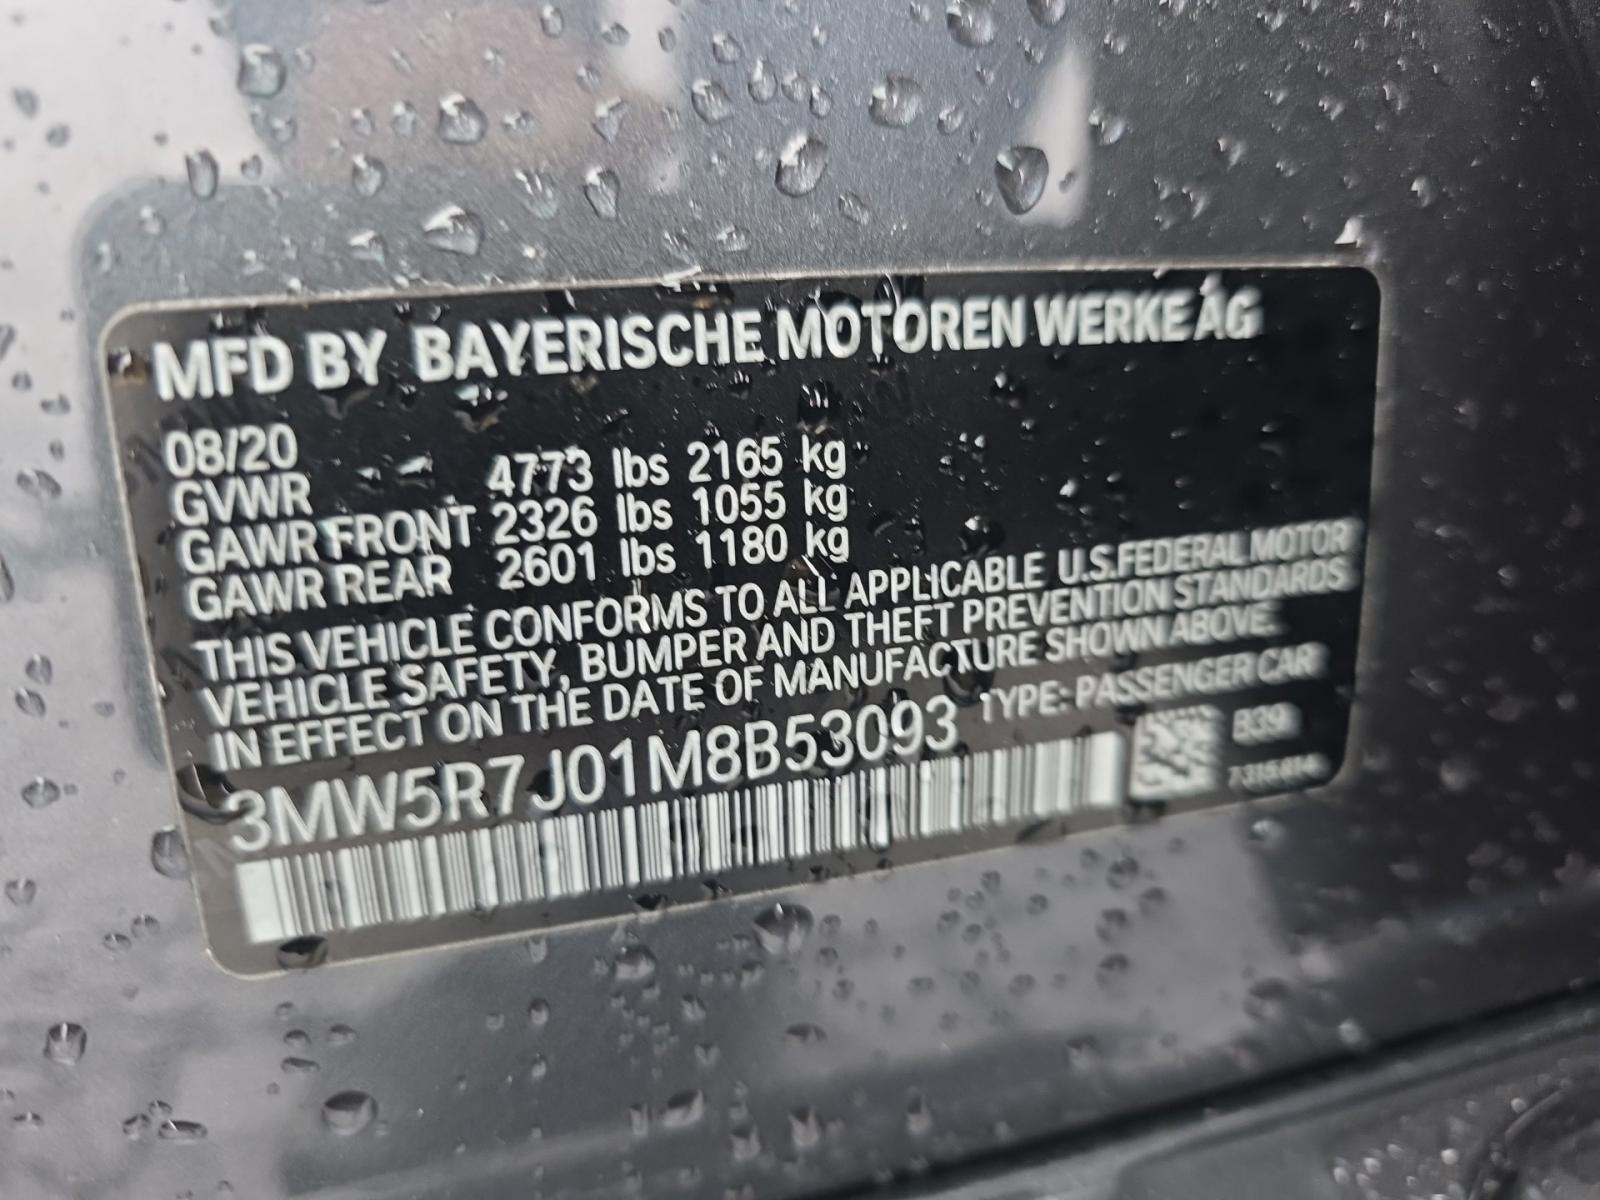 MFD BY BAYERISCHE MOTOREN WERKE AG
08/20
GVWR 4773 lbs 2165 kg
GAWR FRONT 2326 lbs 1055 kg
GAWR REAR 2601 lbs 1180 kg
THIS VEHICLE CONFORMS TO ALL APPLICABLE U.S.FEDERAL MOTOR
VEHICLE SAFETY, BUMPER AND THEFT PREVENTION STANDARDS
IN EFFECT ON THE DATE OF MANUFACTURE SHOWN ABOVE.
3MW5R7J01M8B53093 TYPE: PASSENGER CAR
B39